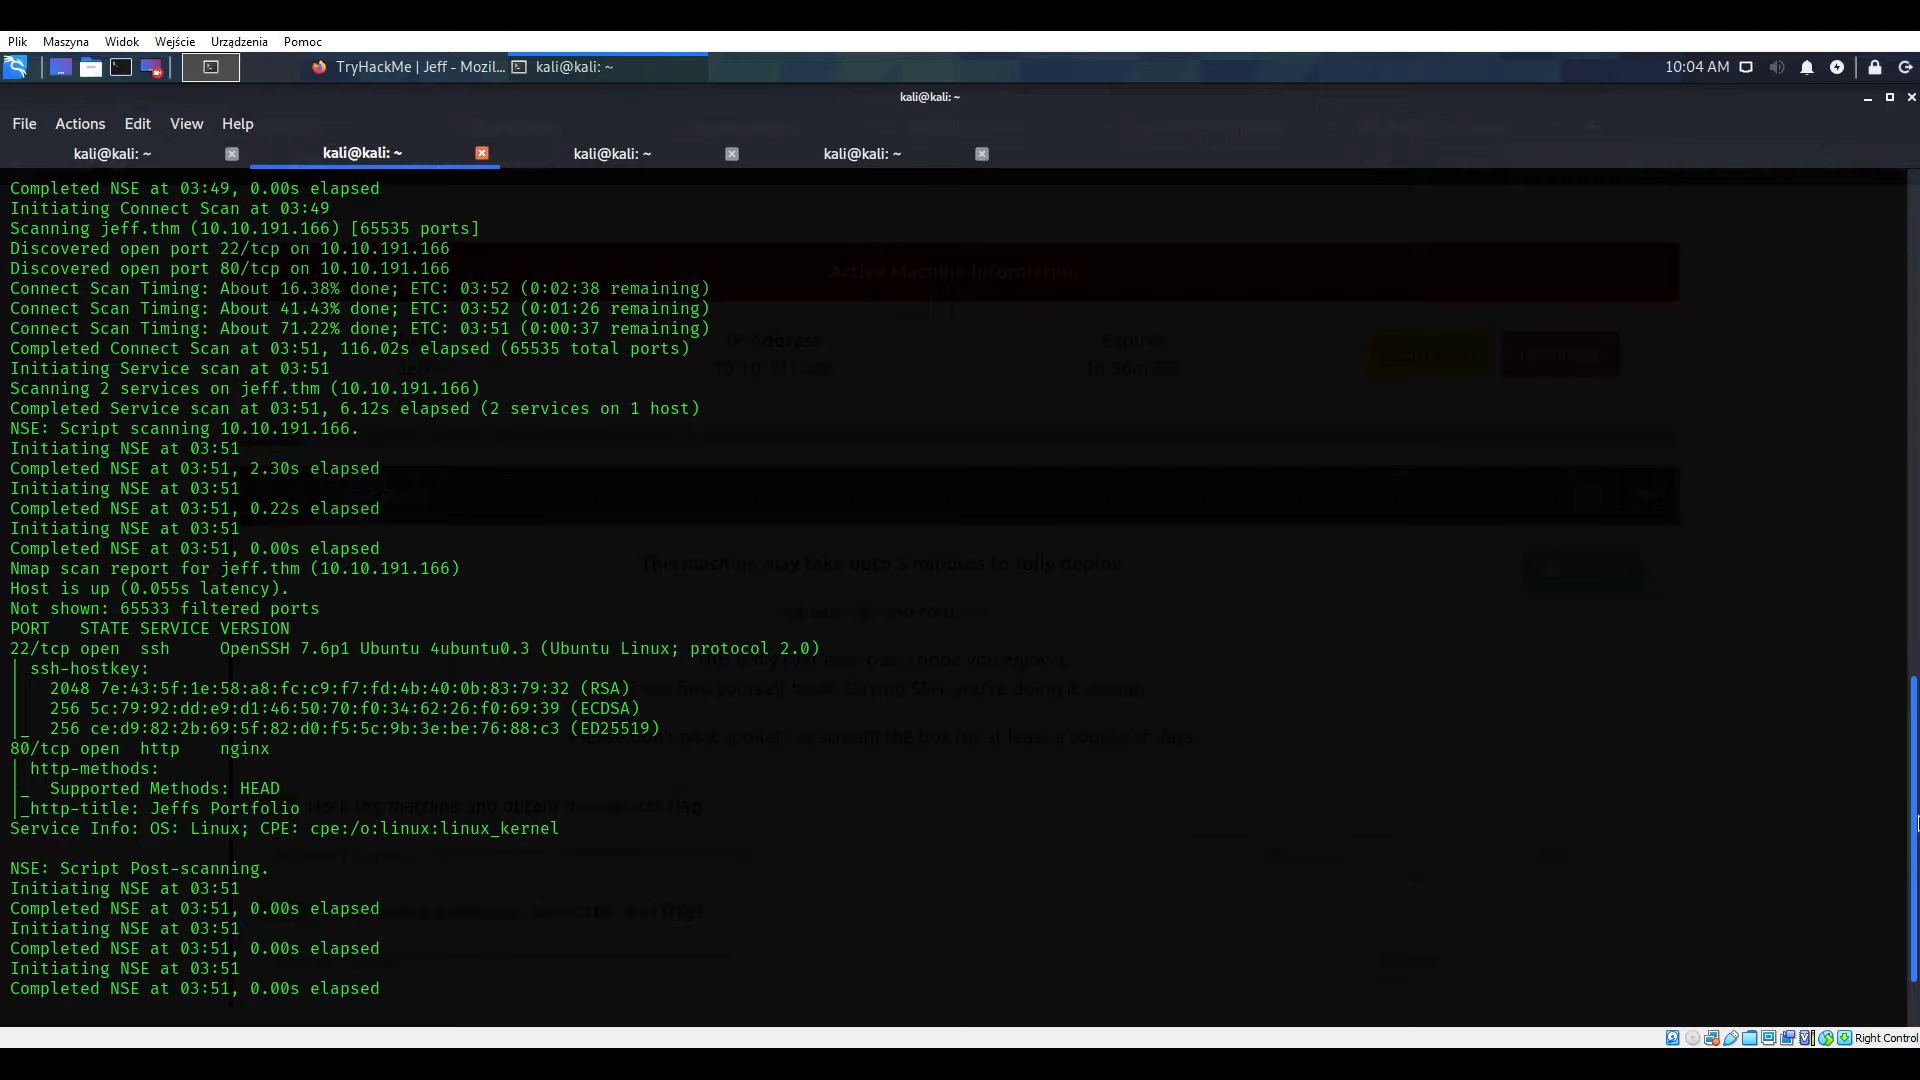 Plik Maszyna Widok Wejście Urządzenia Pomoc
TryHackMe | Jeff - Mozil... kali@kali: ~ 10:04 AM
kali@kali: ~
File Actions Edit View Help
kali@kali: ~ kali@kali: ~ kali@kali: ~ kali@kali: ~
Completed NSE at 03:49, 0.00s elapsed
Initiating Connect Scan at 03:49
Scanning jeff.thm (10.10.191.166) [65535 ports]
Discovered open port 22/tcp on 10.10.191.166
Discovered open port 80/tcp on 10.10.191.166
Connect Scan Timing: About 16.38% done; ETC: 03:52 (0:02:38 remaining)
Connect Scan Timing: About 41.43% done; ETC: 03:52 (0:01:26 remaining)
Connect Scan Timing: About 71.22% done; ETC: 03:51 (0:00:37 remaining)
Completed Connect Scan at 03:51, 116.02s elapsed (65535 total ports)
Initiating Service scan at 03:51
Scanning 2 services on jeff.thm (10.10.191.166)
Completed Service scan at 03:51, 6.12s elapsed (2 services on 1 host)
NSE: Script scanning 10.10.191.166.
Initiating NSE at 03:51
Completed NSE at 03:51, 2.30s elapsed
Initiating NSE at 03:51
Completed NSE at 03:51, 0.22s elapsed
Initiating NSE at 03:51
Completed NSE at 03:51, 0.00s elapsed
Nmap scan report for jeff.thm (10.10.191.166)
Host is up (0.055s latency).
Not shown: 65533 filtered ports
PORT   STATE SERVICE VERSION
22/tcp open  ssh     OpenSSH 7.6p1 Ubuntu 4ubuntu0.3 (Ubuntu Linux; protocol 2.0)
| ssh-hostkey:
|   2048 7e:43:5f:1e:58:a8:fc:c9:f7:fd:4b:40:0b:83:79:32 (RSA)
|   256 5c:79:92:dd:e9:d1:46:50:70:f0:34:62:26:f0:69:39 (ECDSA)
|_  256 ce:d9:82:2b:69:5f:82:d0:f5:5c:9b:3e:be:76:88:c3 (ED25519)
80/tcp open  http    nginx
| http-methods:
|_  Supported Methods: HEAD
|_http-title: Jeffs Portfolio
Service Info: OS: Linux; CPE: cpe:/o:linux:linux_kernel
NSE: Script Post-scanning.
Initiating NSE at 03:51
Completed NSE at 03:51, 0.00s elapsed
Initiating NSE at 03:51
Completed NSE at 03:51, 0.00s elapsed
Initiating NSE at 03:51
Completed NSE at 03:51, 0.00s elapsed
Active Machine Information
IP Address
This machine may take upto 5 minutes to fully deploy
Right Control